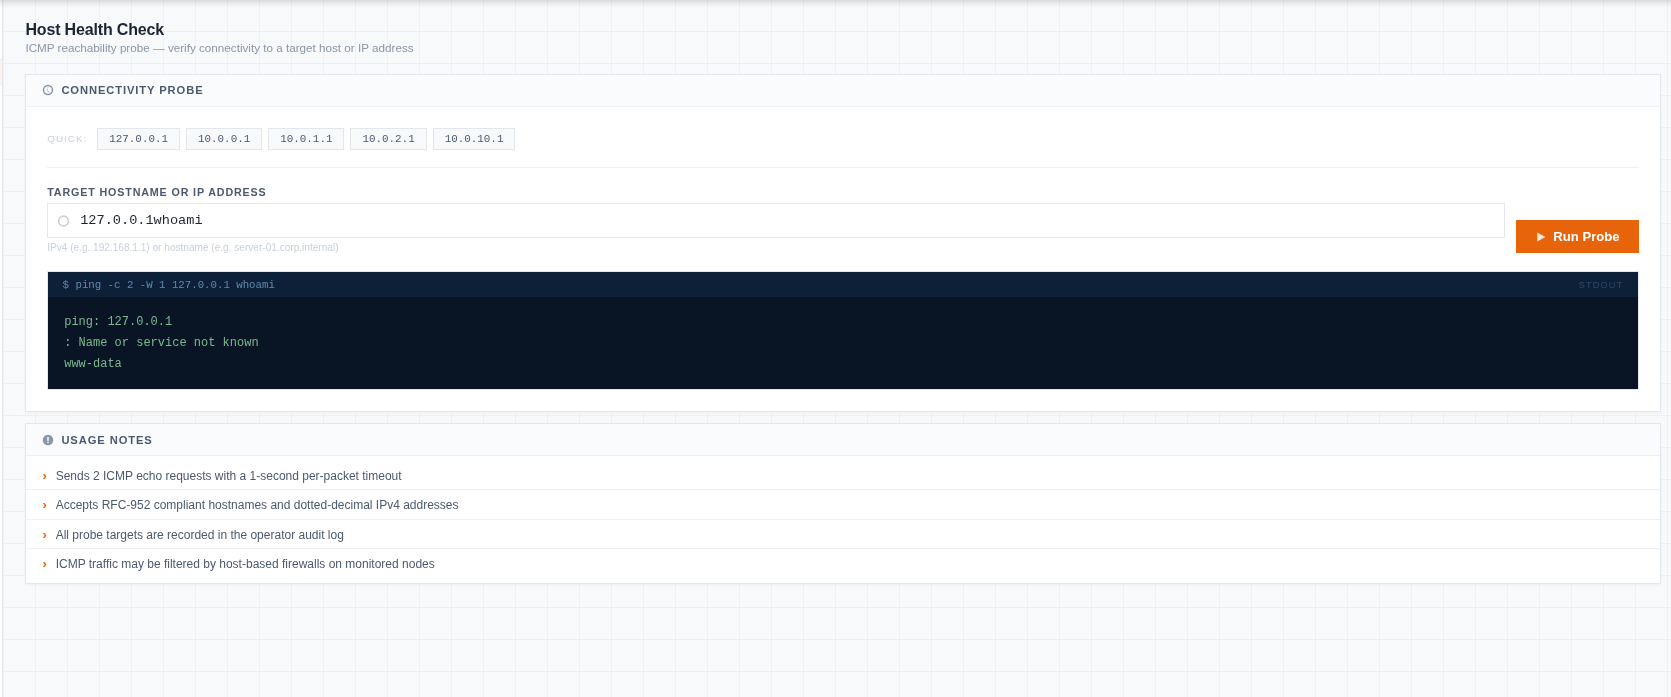 Host Health Check
ICMP reachability probe — verify connectivity to a target host or IP address
CONNECTIVITY PROBE
QUICK: 127.0.0.1 10.0.0.1 10.0.1.1 10.0.2.1 10.0.10.1
TARGET HOSTNAME OR IP ADDRESS
127.0.0.1whoami
Run Probe
IPv4 (e.g. 192.168.1.1) or hostname (e.g. server-01.corp.internal)
$ ping -c 2 -W 1 127.0.0.1 whoami STDOUT
ping: 127.0.0.1
: Name or service not known
www-data
USAGE NOTES
› Sends 2 ICMP echo requests with a 1-second per-packet timeout
› Accepts RFC-952 compliant hostnames and dotted-decimal IPv4 addresses
› All probe targets are recorded in the operator audit log
› ICMP traffic may be filtered by host-based firewalls on monitored nodes